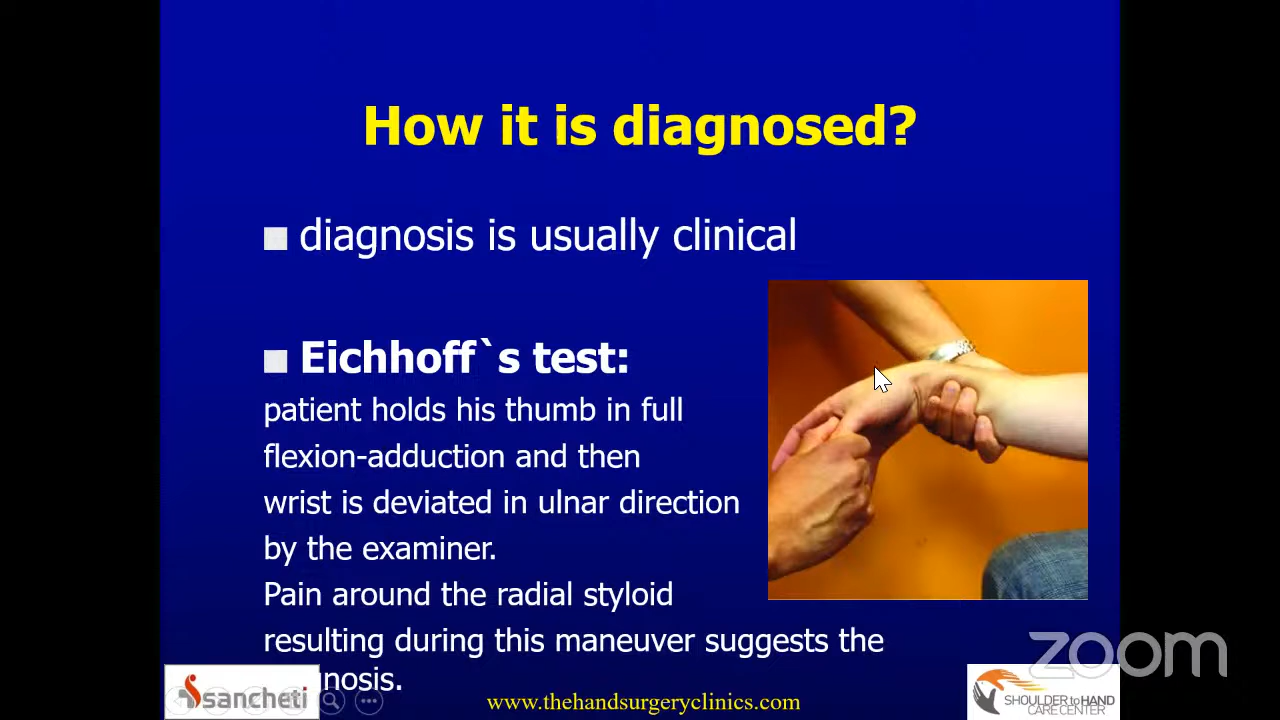 How it is diagnosed?
diagnosis is usually clinical
Eichhoff`s test:
patient holds his thumb in full
flexion-adduction and then
wrist is deviated in ulnar direction
by the examiner.
Pain around the radial styloid
resulting during this maneuver suggests the
nosis.
sancheti
www.thehandsurgeryclinics.com
SHOULDER to HAND
CARE CENTER
zoom